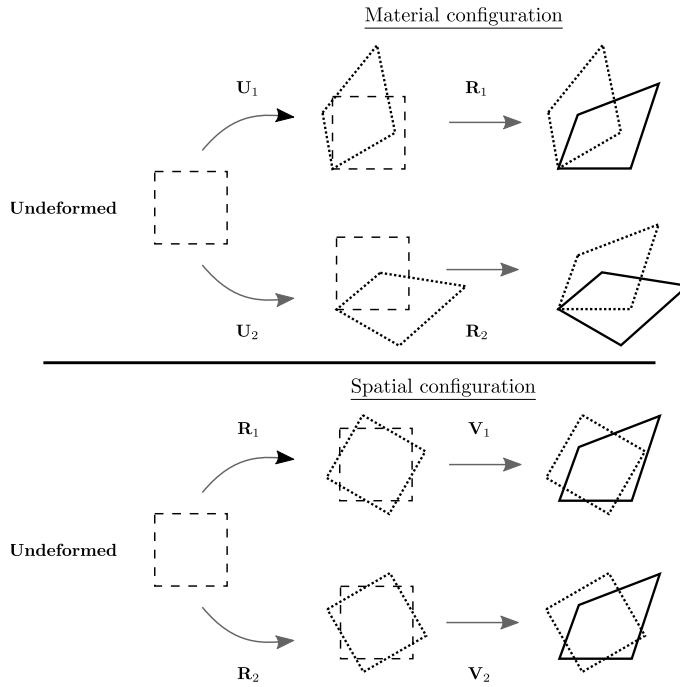 Material configuration
U₁
R₁
Undeformed
U₂
R₂
Spatial configuration
R₁
V₁
Undeformed
R₂
V₂